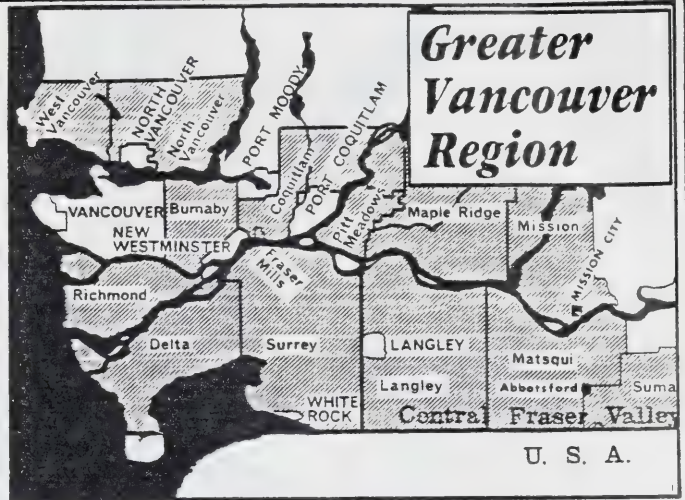 Greater
Vancouver
Region
West
Vancouver
NORTH
VANCOUVER
North
Vancouver
PORT MOODY
Coquitlam
PORT COQUITLAM
Pitt
Meadows
Maple Ridge
Mission
MISSION CITY
VANCOUVER
Burnaby
NEW
WESTMINSTER
Fraser
Mills
Richmond
Delta
Surrey
LANGLEY
Langley
Matsqui
Abbotsford
Suma
WHITE
ROCK
Central Fraser Valley
U. S. A.